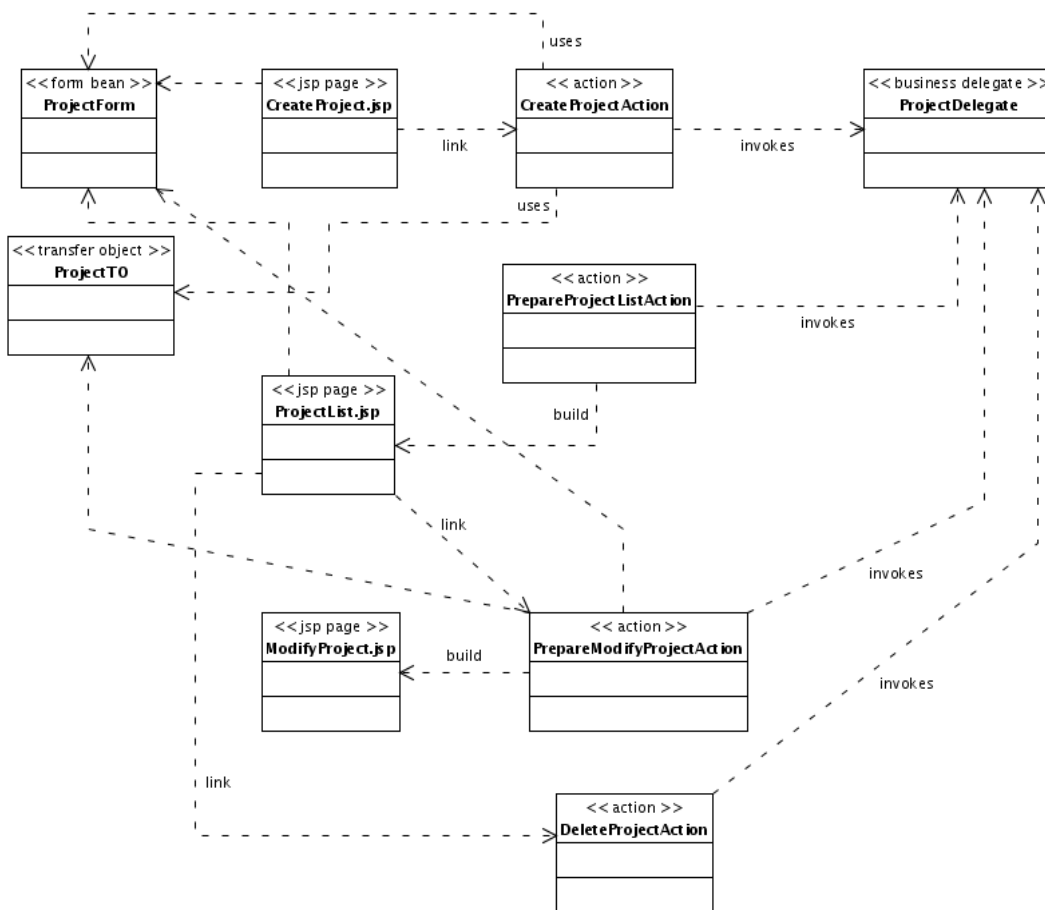 uses
<< form bean >>
ProjectForm
<< jsp page >>
CreateProject.jsp
<< action >>
CreateProjectAction
<< business delegate >>
ProjectDelegate
link
invokes
uses
<< transfer object >>
ProjectTO
<< action >>
PrepareProjectListAction
invokes
<< jsp page >>
ProjectList.jsp
build
link
invokes
<< jsp page >>
ModifyProject.jsp
build
<< action >>
PrepareModifyProjectAction
invokes
link
<< action >>
DeleteProjectAction